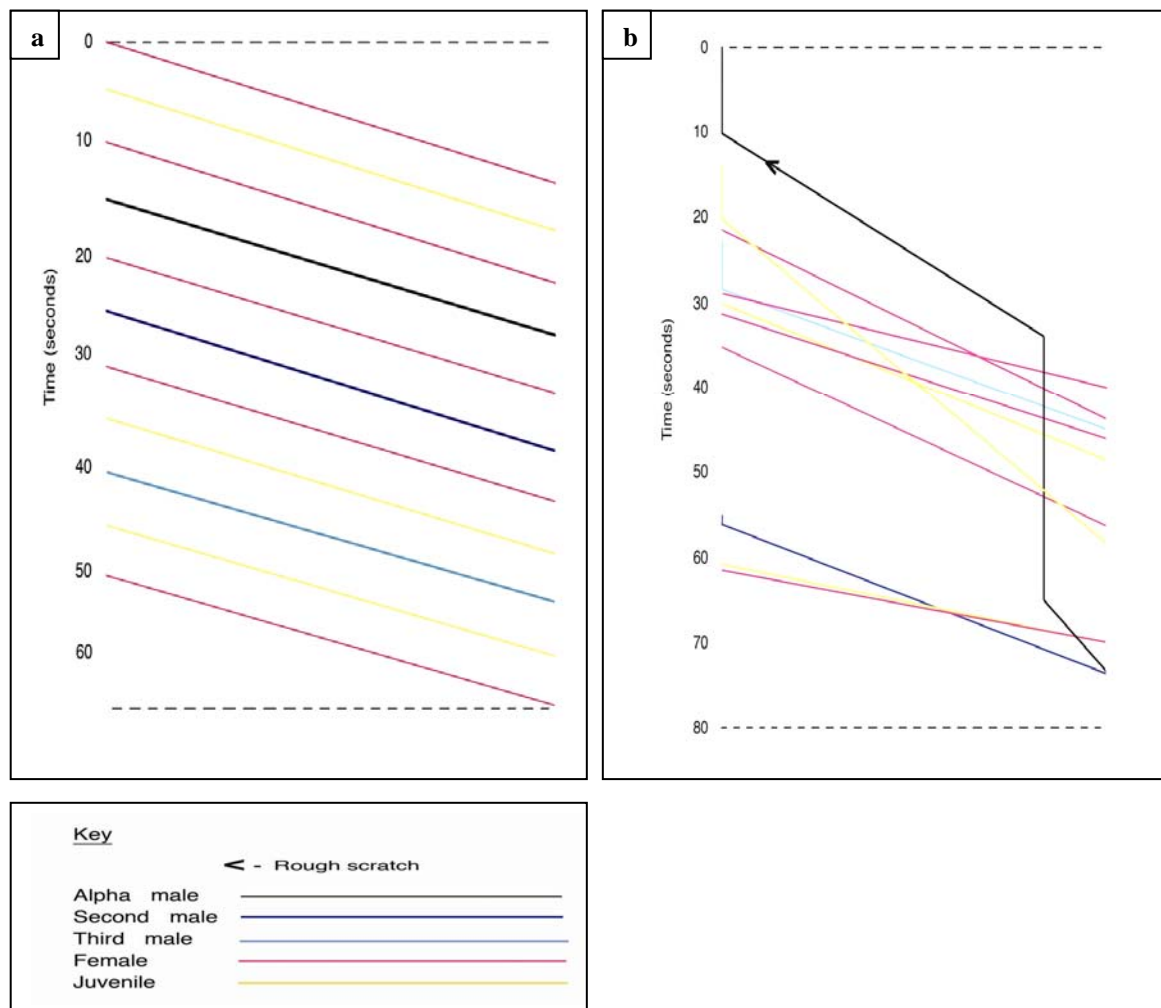 a
0
10
20
30
40
50
60
Time (seconds)
b
0
10
20
30
40
50
60
70
80
Time (seconds)
Key
- Rough scratch
Alpha male
Second male
Third male
Female
Juvenile